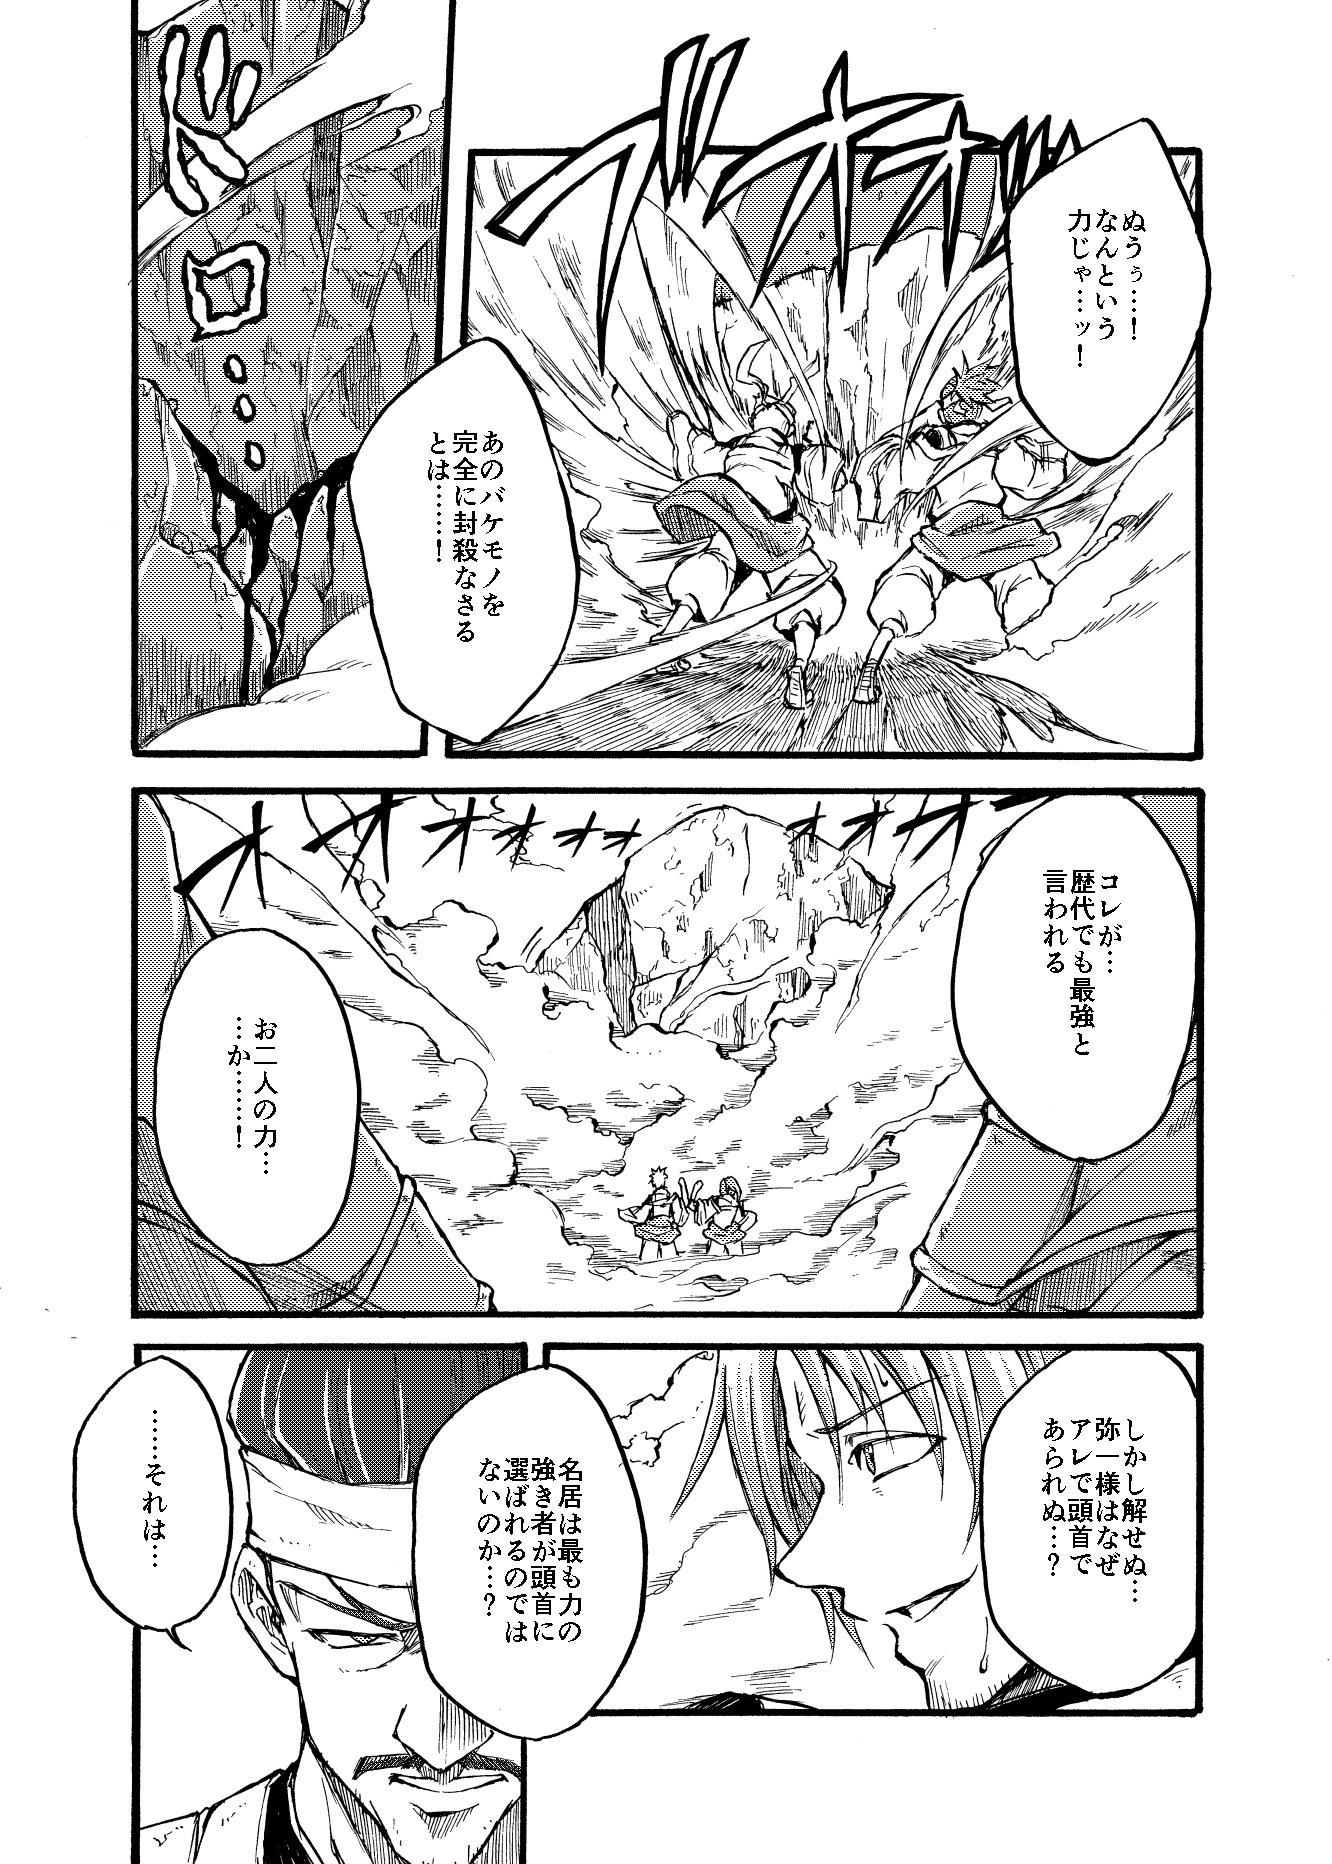 ぬうぅ…！
なんという
力じゃ…ッ！
ブオオオ
あのバケモノを
完全に封殺なさる
とは……！
ドロ…
コレが…
歴代でも最強と
言われる
オオオオオオオオ
お二人の力…
…か……！
しかし解せぬ…
弥一様はなぜ
アレで頭首で
あられぬ…？
名居は最も力の
強き者が頭首に
選ばれるのでは
ないのか…？
……それは…